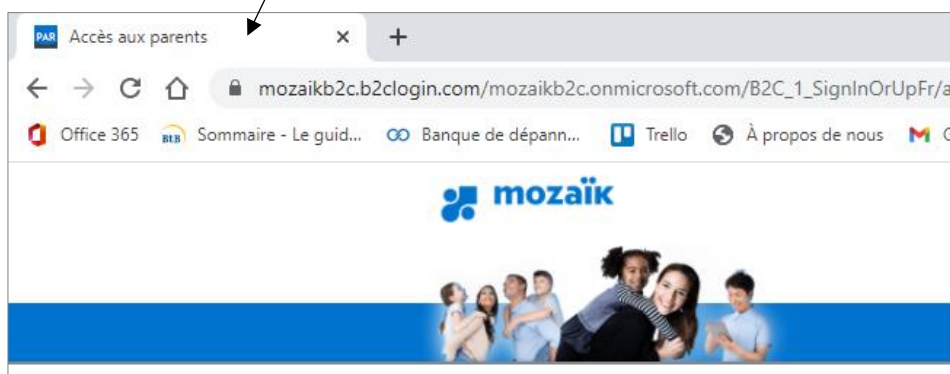 PAR Accès aux parents
mozaikb2c.b2clogin.com/mozaikb2c.onmicrosoft.com/B2C_1_SignInOrUpFr/a
Office 365 BtB Sommaire - Le guid... Banque de dépann... Trello À propos de nous G
mozaïk